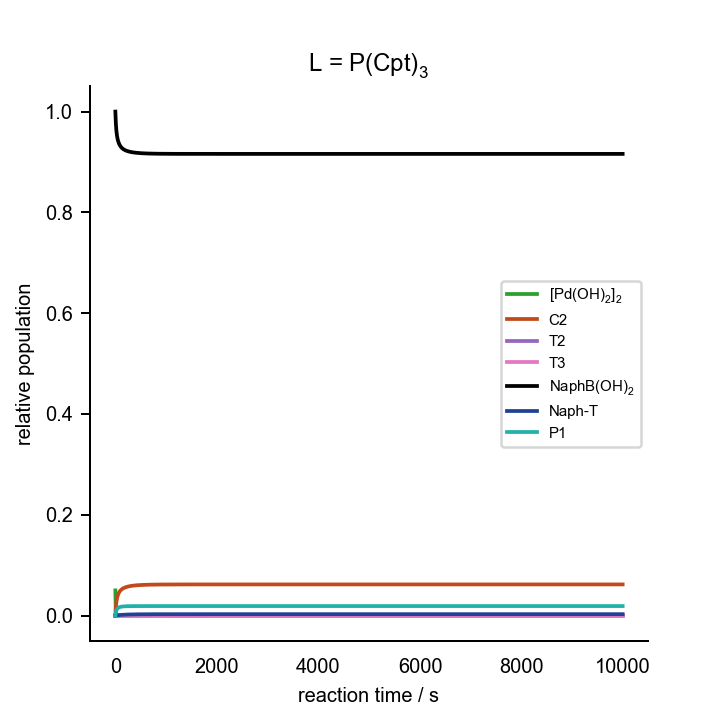 L = P(Cpt)₃
1.0
0.8
0.6
0.4
0.2
0.0
relative population
[Pd(OH)₂]₂
C2
T2
T3
NaphB(OH)₂
Naph-T
P1
0 2000 4000 6000 8000 10000
reaction time / s